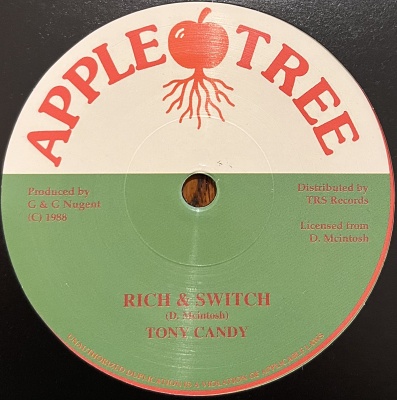 APPLE TREE
Produced by
G & G Nugent
(C) 1988
Distributed by
TRS Records
Licensed from
D. Mcintosh
RICH & SWITCH
(D. Mcintosh)
TONY CANDY